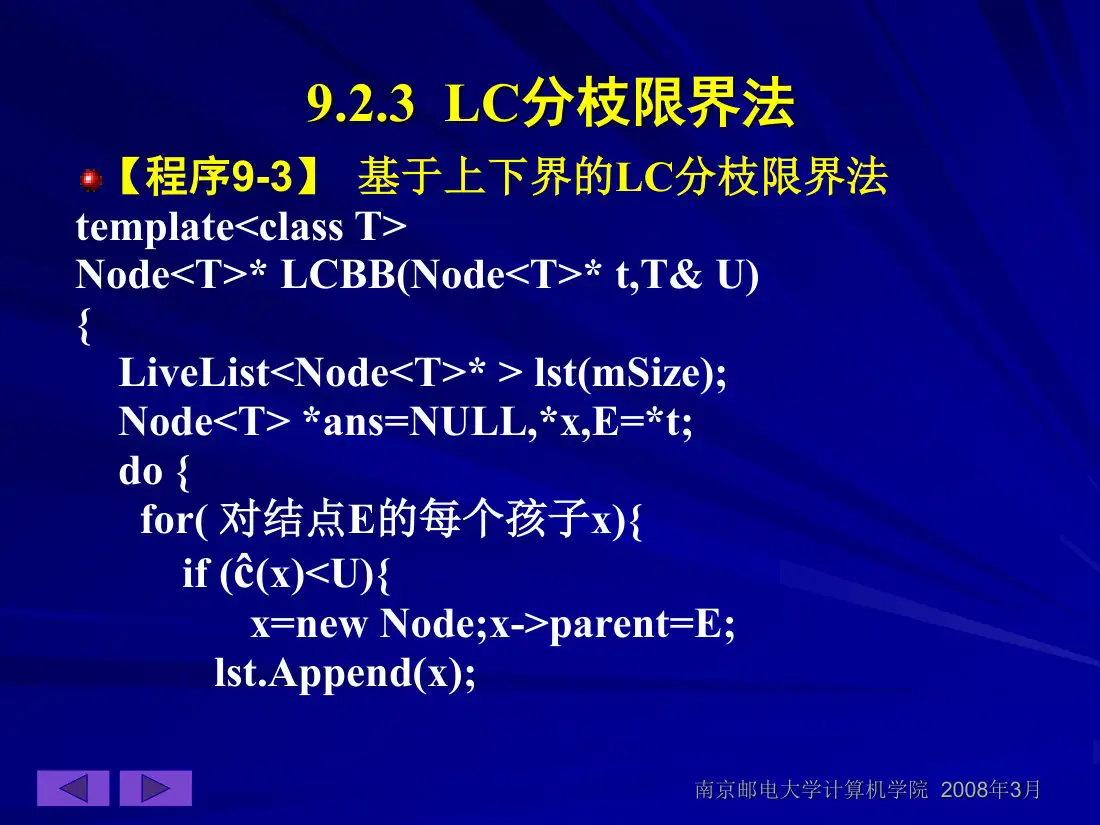 9.2.3 LC分枝限界法
【程序9-3】 基于上下界的LC分枝限界法
template<class T>
Node<T>* LCBB(Node<T>* t,T& U)
{
LiveList<Node<T>* > lst(mSize);
Node<T> *ans=NULL,*x,E=*t;
do {
for( 对结点E的每个孩子x){
if (ĉ(x)<U){
x=new Node;x->parent=E;
lst.Append(x);
南京邮电大学计算机学院 2008年3月